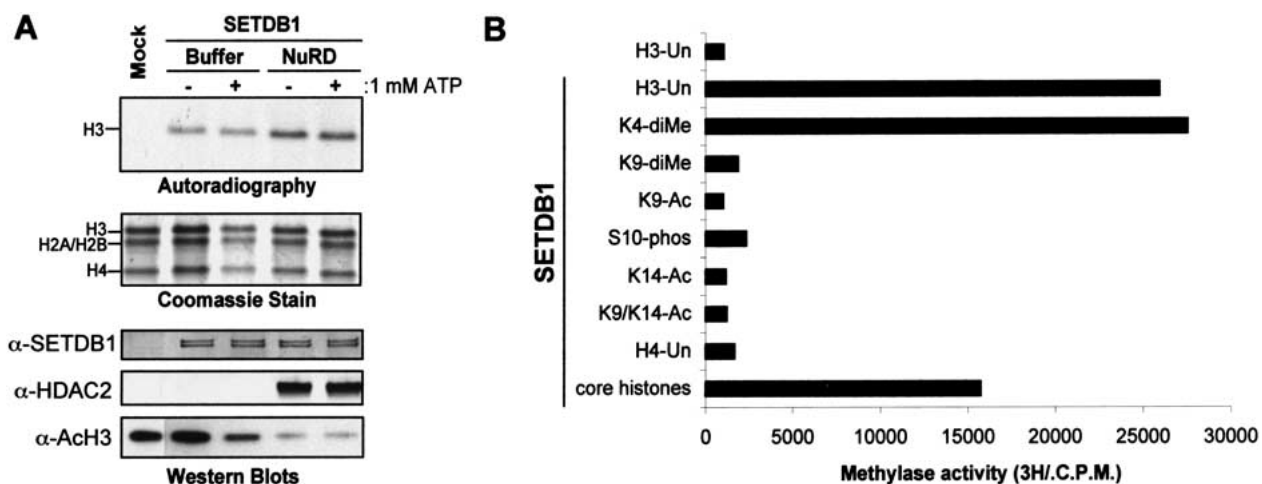 A
Mock
SETDB1
Buffer
NuRD
- + - + :1 mM ATP
H3
Autoradiography
H3
H2A/H2B
H4
Coomassie Stain
α-SETDB1
α-HDAC2
α-AcH3
Western Blots
B
SETDB1
H3-Un
H3-Un
K4-diMe
K9-diMe
K9-Ac
S10-phos
K14-Ac
K9/K14-Ac
H4-Un
core histones
0 5000 10000 15000 20000 25000 30000
Methylase activity (3H/.C.P.M.)